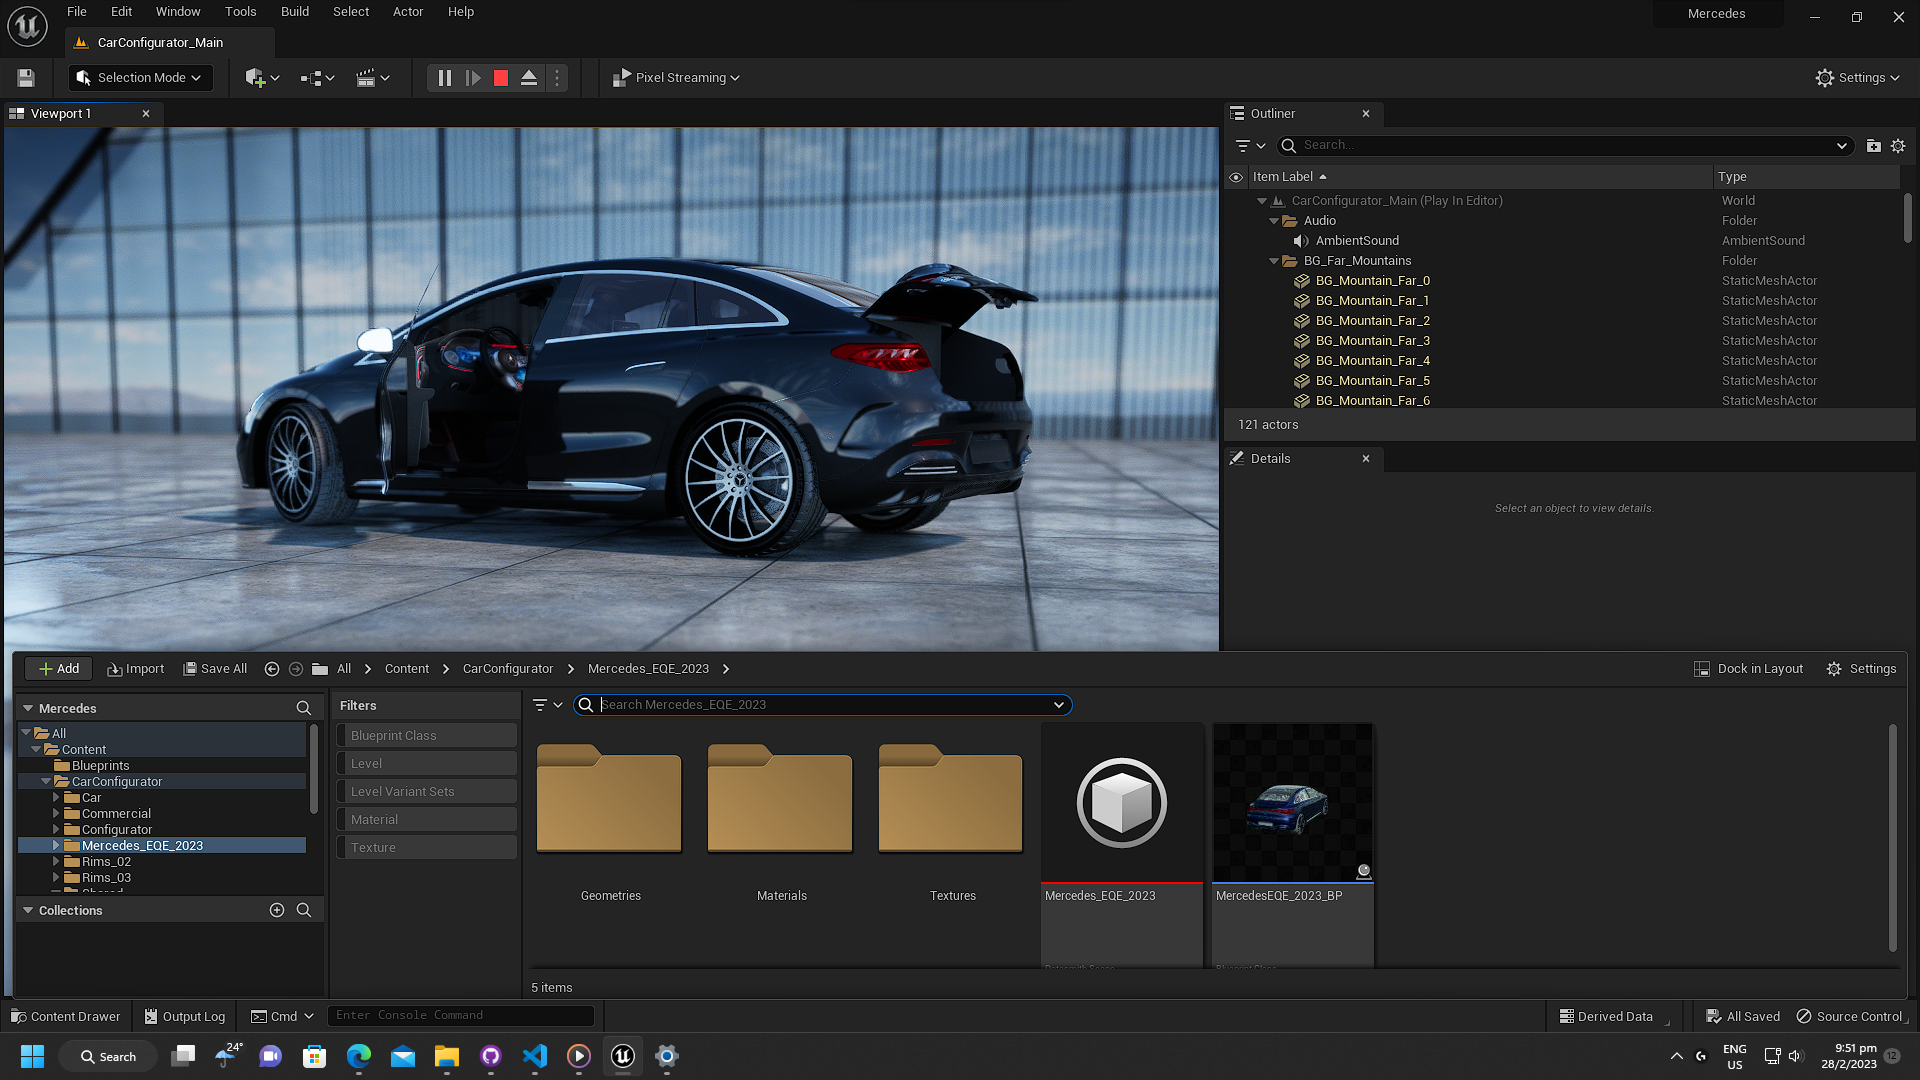 File Edit Window Tools Build Select Actor Help
Mercedes
CarConfigurator_Main
Selection Mode
Pixel Streaming
Settings
Viewport 1
Outliner
Search...
Item Label Type
CarConfigurator_Main (Play In Editor) World
Audio Folder
AmbientSound AmbientSound
BG_Far_Mountains Folder
BG_Mountain_Far_0 StaticMeshActor
BG_Mountain_Far_1 StaticMeshActor
BG_Mountain_Far_2 StaticMeshActor
BG_Mountain_Far_3 StaticMeshActor
BG_Mountain_Far_4 StaticMeshActor
BG_Mountain_Far_5 StaticMeshActor
BG_Mountain_Far_6 StaticMeshActor
121 actors
Details
Select an object to view details.
Add Import Save All All Content CarConfigurator Mercedes_EQE_2023
Dock in Layout Settings
Mercedes
All
Content
Blueprints
CarConfigurator
Car
Commercial
Configurator
Mercedes_EQE_2023
Rims_02
Rims_03
Shared
Collections
Filters
Blueprint Class
Level
Level Variant Sets
Material
Texture
Search Mercedes_EQE_2023
Geometries
Materials
Textures
Mercedes_EQE_2023
Datasmith Scene
MercedesEQE_2023_BP
Blueprint Class
5 items
Content Drawer Output Log Cmd Enter Console Command
Derived Data All Saved Source Control
Search
24°
ENG
US
9:51 pm
28/2/2023
12